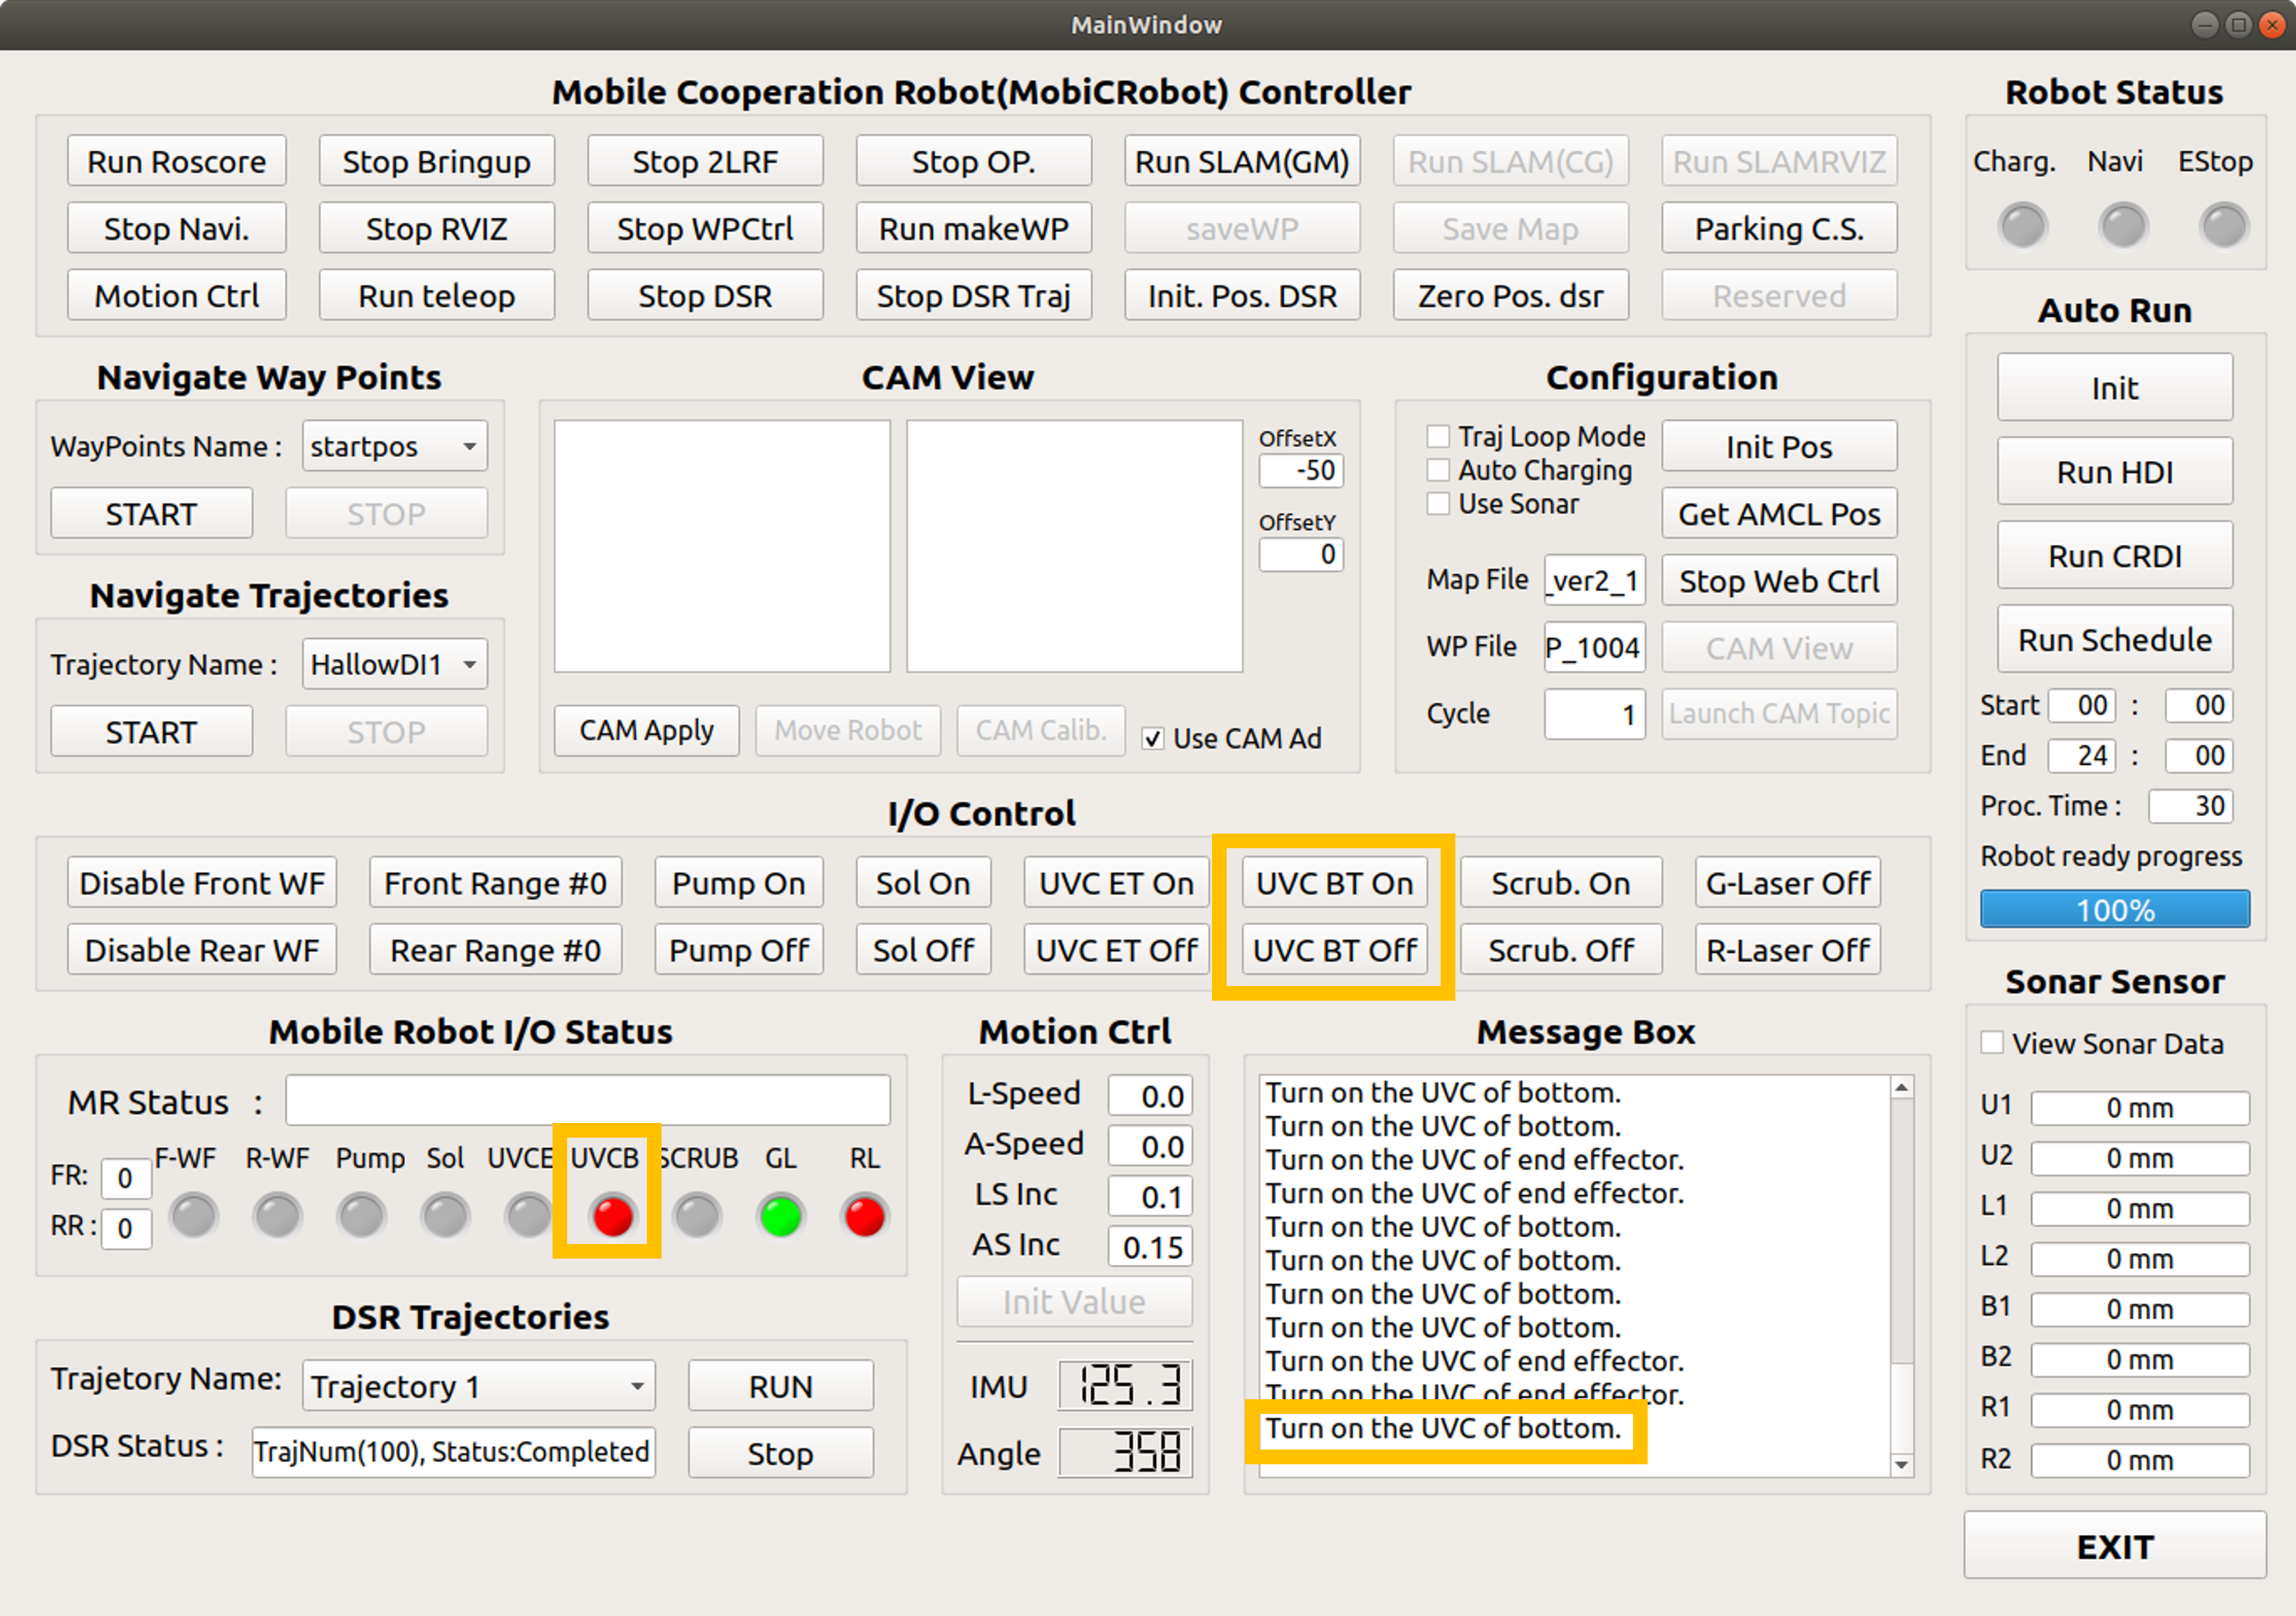 MainWindow
Mobile Cooperation Robot(MobiCRobot) Controller
Run Roscore Stop Bringup Stop 2LRF Stop OP. Run SLAM(GM) Run SLAM(CG) Run SLAMRVIZ
Stop Navi. Stop RVIZ Stop WPCtrl Run makeWP saveWP Save Map Parking C.S.
Motion Ctrl Run teleop Stop DSR Stop DSR Traj Init. Pos. DSR Zero Pos. dsr Reserved
Robot Status
Charg. Navi EStop
Navigate Way Points
WayPoints Name : startpos
START STOP
Navigate Trajectories
Trajectory Name : HallowDI1
START STOP
CAM View
OffsetX
-50
OffsetY
0
CAM Apply Move Robot CAM Calib. Use CAM Ad
Configuration
Traj Loop Mode
Auto Charging
Use Sonar
Init Pos
Get AMCL Pos
Map File _ver2_1 Stop Web Ctrl
WP File P_1004 CAM View
Cycle 1 Launch CAM Topic
Auto Run
Init
Run HDI
Run CRDI
Run Schedule
Start 00 : 00
End 24 : 00
Proc. Time : 30
Robot ready progress
100%
I/O Control
Disable Front WF Front Range #0 Pump On Sol On UVC ET On UVC BT On Scrub. On G-Laser Off
Disable Rear WF Rear Range #0 Pump Off Sol Off UVC ET Off UVC BT Off Scrub. Off R-Laser Off
Mobile Robot I/O Status
MR Status :
F-WF R-WF Pump Sol UVCE UVCB SCRUB GL RL
FR: 0
RR : 0
DSR Trajectories
Trajetory Name: Trajectory 1 RUN
DSR Status : TrajNum(100), Status:Completed Stop
Motion Ctrl
L-Speed 0.0
A-Speed 0.0
LS Inc 0.1
AS Inc 0.15
Init Value
IMU 125.3
Angle 358
Message Box
Turn on the UVC of bottom.
Turn on the UVC of bottom.
Turn on the UVC of end effector.
Turn on the UVC of end effector.
Turn on the UVC of bottom.
Turn on the UVC of bottom.
Turn on the UVC of bottom.
Turn on the UVC of bottom.
Turn on the UVC of end effector.
Turn on the UVC of end effector.
Turn on the UVC of bottom.
Sonar Sensor
View Sonar Data
U1 0 mm
U2 0 mm
L1 0 mm
L2 0 mm
B1 0 mm
B2 0 mm
R1 0 mm
R2 0 mm
EXIT